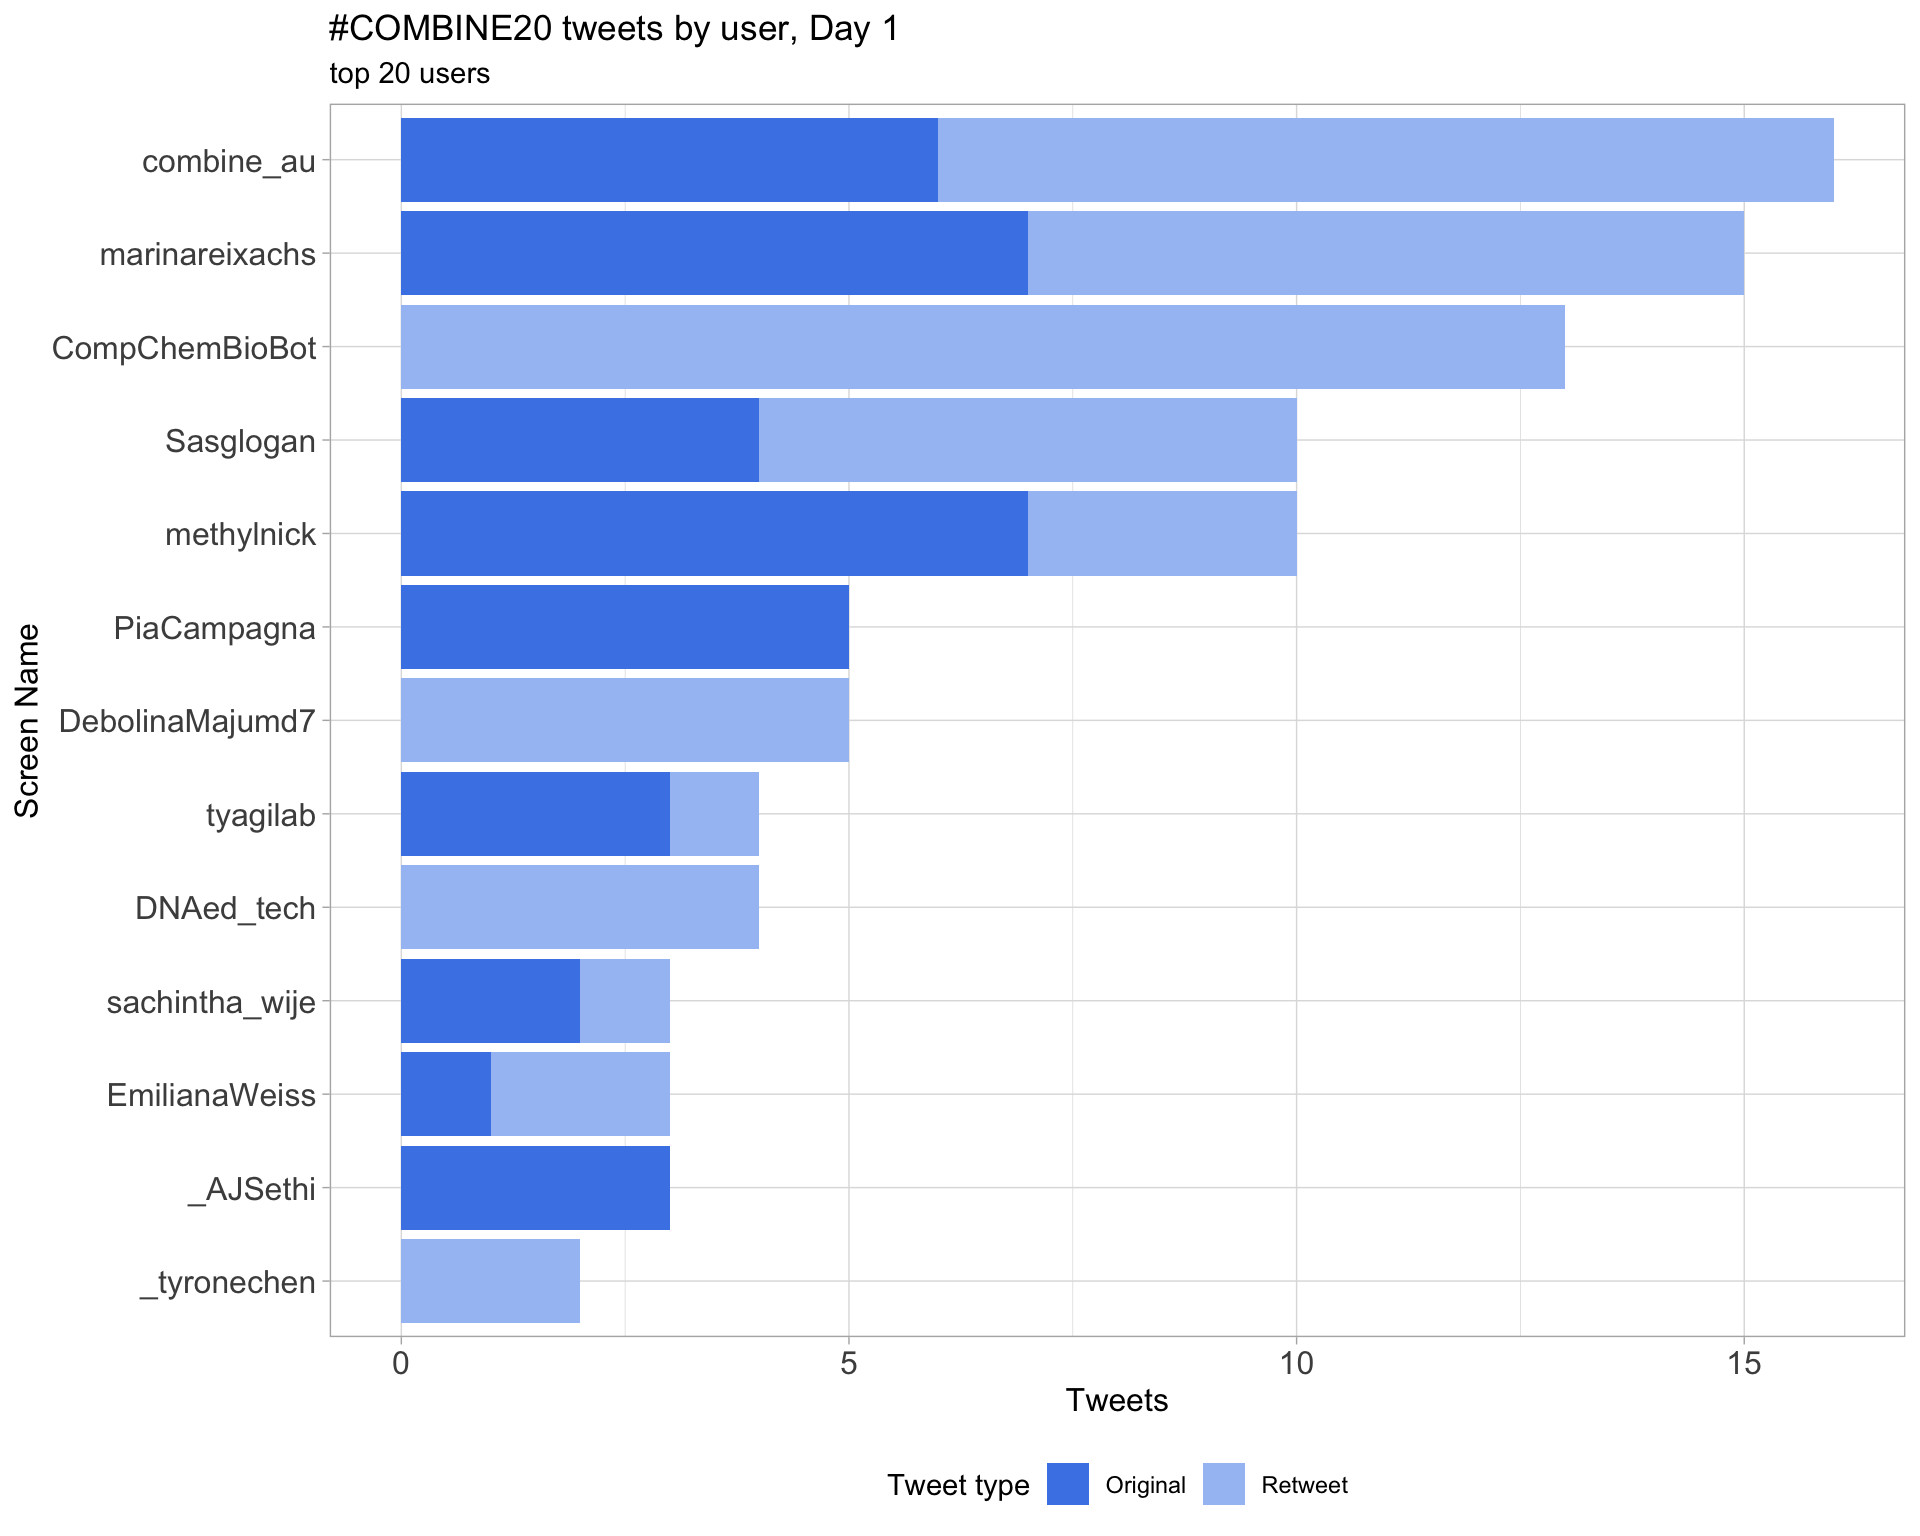 #COMBINE20 tweets by user, Day 1
top 20 users
combine_au
marinareixachs
CompChemBioBot
Sasglogan
methylnick
PiaCampagna
DebolinaMajumd7
tyagilab
DNAed_tech
sachintha_wije
EmilianaWeiss
_AJSethi
_tyronechen
Screen Name
0 5 10 15
Tweets
Tweet type Original Retweet